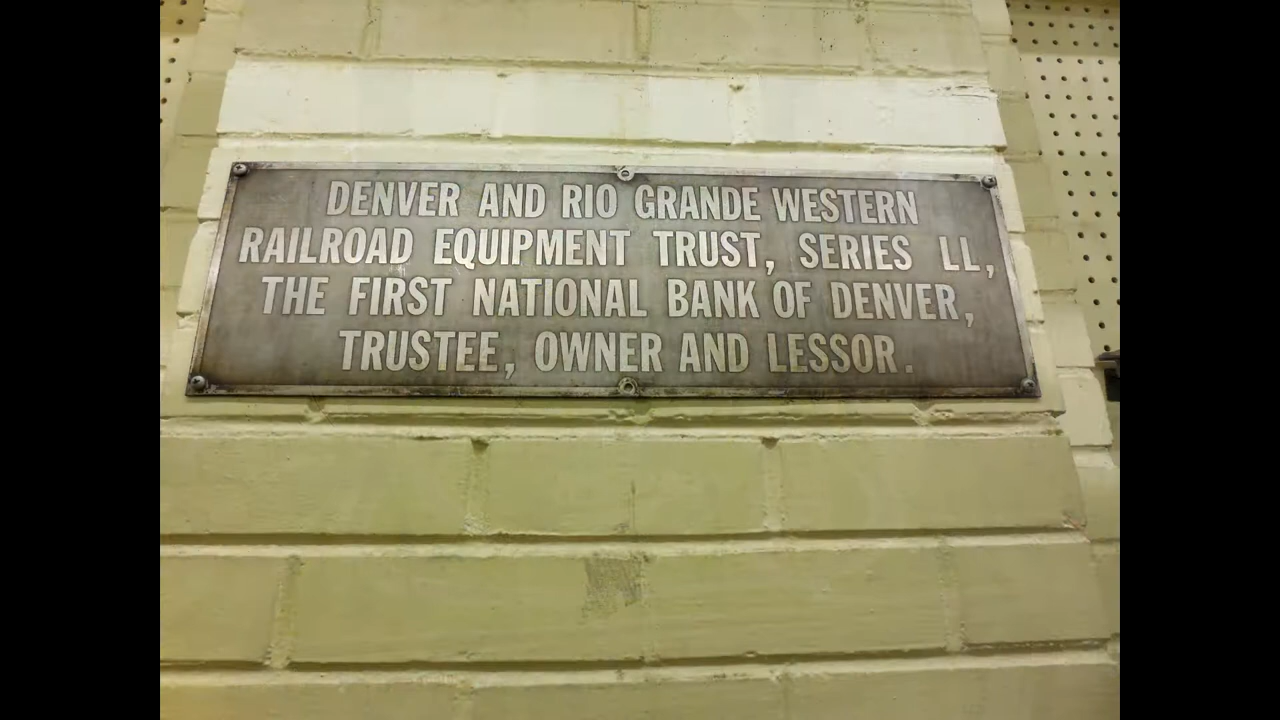 DENVER AND RIO GRANDE WESTERN
RAILROAD EQUIPMENT TRUST, SERIES LL,
THE FIRST NATIONAL BANK OF DENVER,
TRUSTEE, OWNER AND LESSOR.